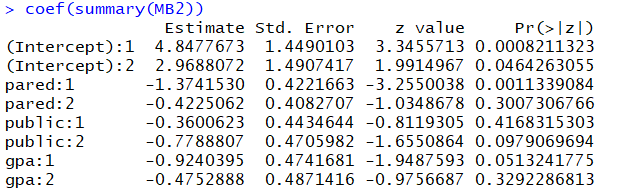 > coef(summary(MB2))
Estimate Std. Error z value Pr(>|z|)
(Intercept):1 4.8477673 1.4490103 3.3455713 0.0008211323
(Intercept):2 2.9688072 1.4907417 1.9914967 0.0464263055
pared:1 -1.3741530 0.4221663 -3.2550038 0.0011339084
pared:2 -0.4225062 0.4082707 -1.0348678 0.3007306766
public:1 -0.3600623 0.4434644 -0.8119305 0.4168315303
public:2 -0.7788807 0.4705982 -1.6550864 0.0979069694
gpa:1 -0.9240395 0.4741681 -1.9487593 0.0513241775
gpa:2 -0.4752888 0.4871416 -0.9756687 0.3292286813